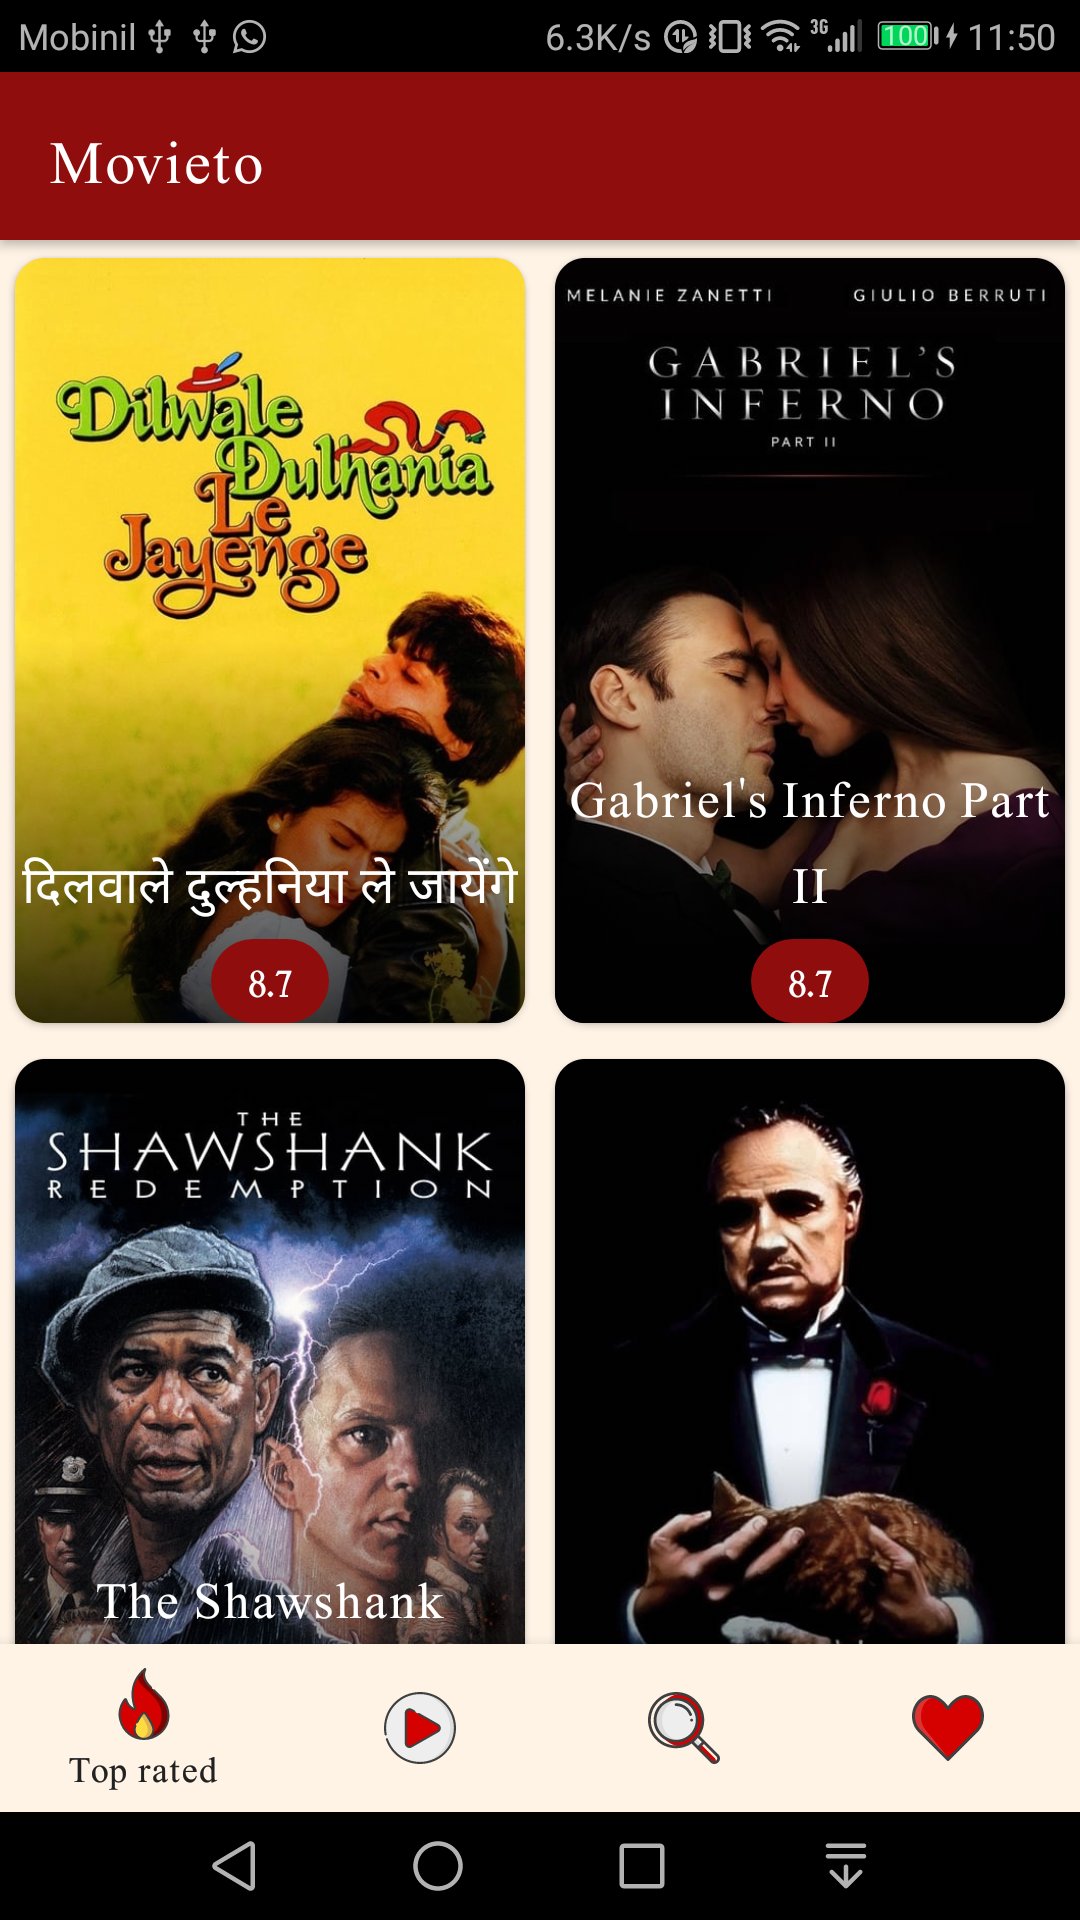 Mobinil
6.3K/s
3G
100
11:50
Movieto
Dilwale
Dulhania
Le
Jayenge
दिलवाले दुल्हनिया ले जायेंगे
8.7
MELANIE ZANETTI
GIULIO BERRUTI
GABRIEL'S
INFERNO
PART II
Gabriel's Inferno Part
II
8.7
THE
SHAWSHANK
REDEMPTION
The Shawshank
Top rated